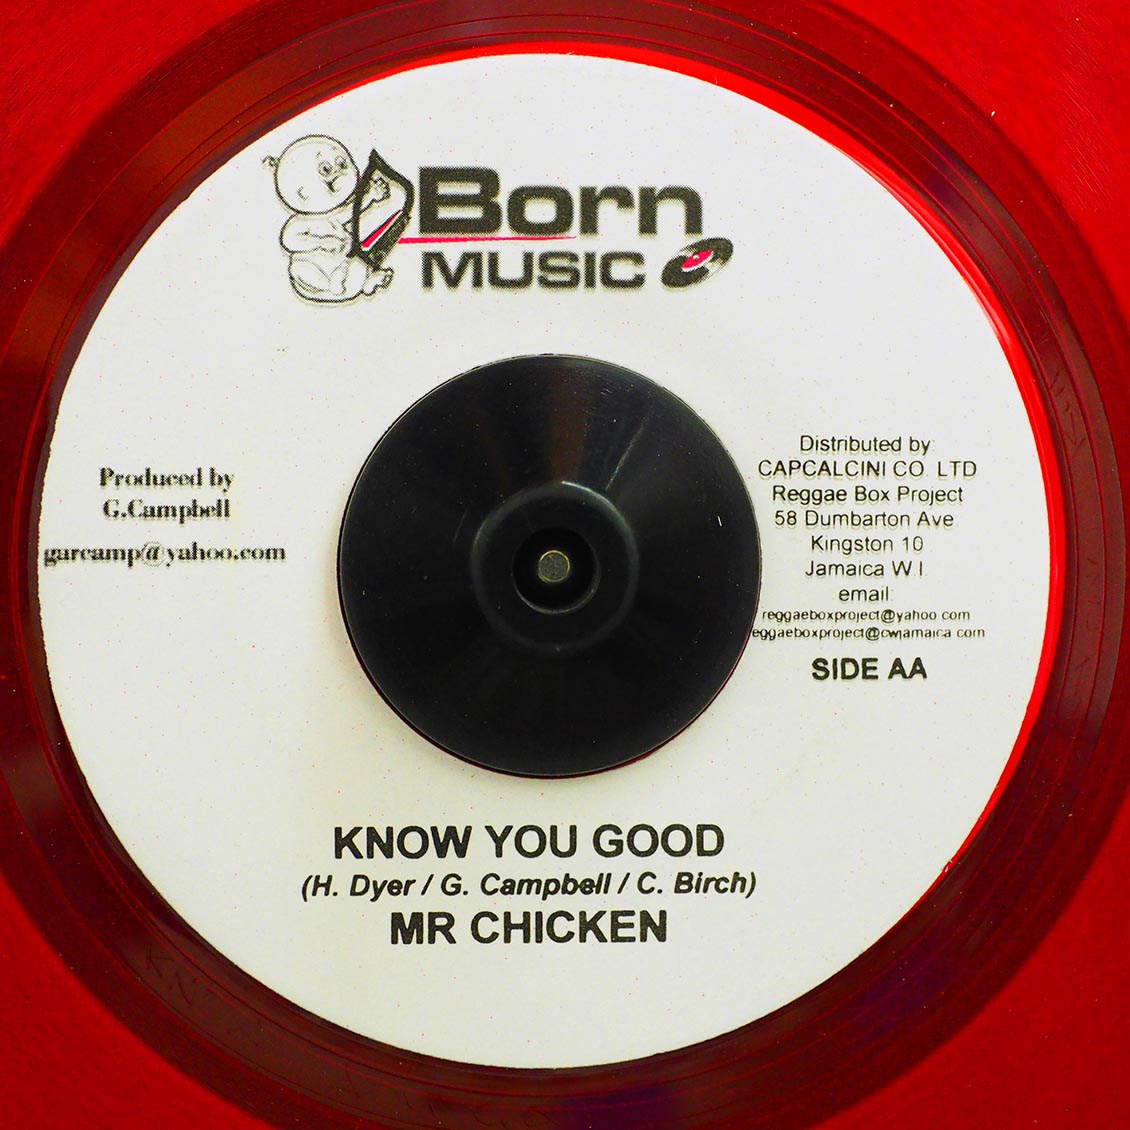 Born
MUSIC
Produced by
G.Campbell
garcamp@yahoo.com
Distributed by:
CAPCALCINI CO. LTD
Reggae Box Project
58 Dumbarton Ave
Kingston 10
Jamaica W.I.
email:
reggaeboxproject@yahoo.com
eggaeboxproject@cwjamaica.com
SIDE AA
KNOW YOU GOOD
(H. Dyer / G. Campbell / C. Birch)
MR CHICKEN